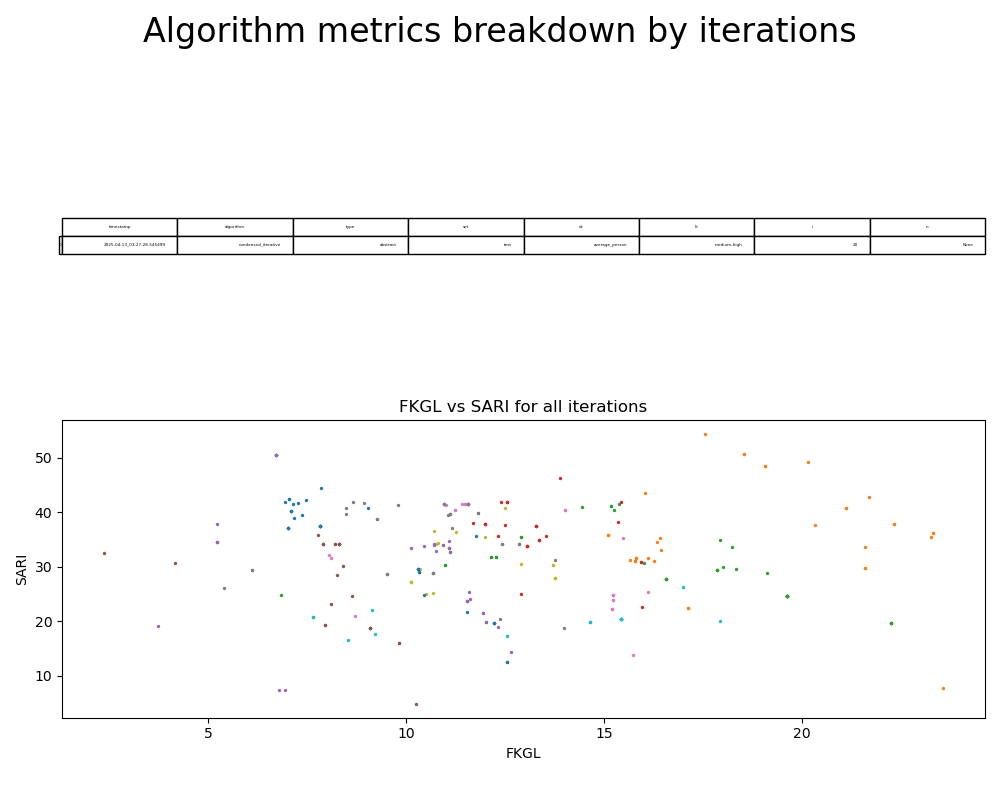 Algorithm metrics breakdown by iterations
timestamp algorithm type set nt fi i n
2025-04-13_03-27-28.545499 condensed_iterative abstract test average_person medium-high 20 None
FKGL vs SARI for all iterations
50
40
30
20
10
SARI
5 10 15 20
FKGL